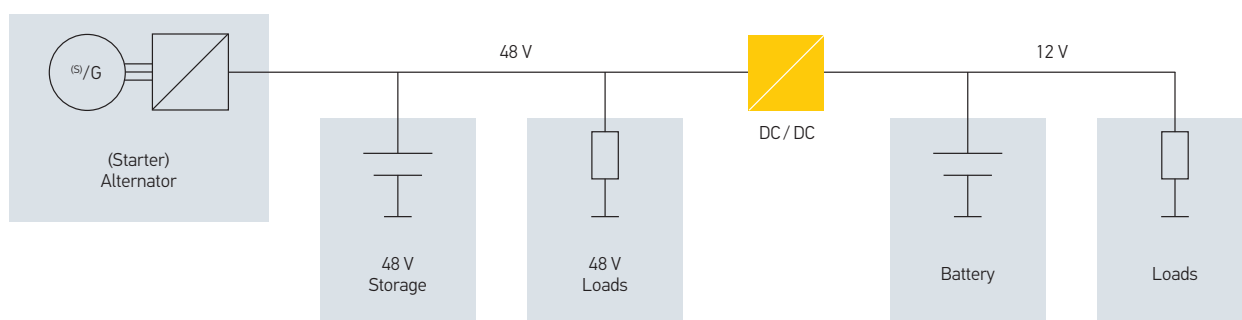 48 V
12 V
(S)/G
DC / DC
(Starter)
Alternator
48 V
Storage
48 V
Loads
Battery
Loads